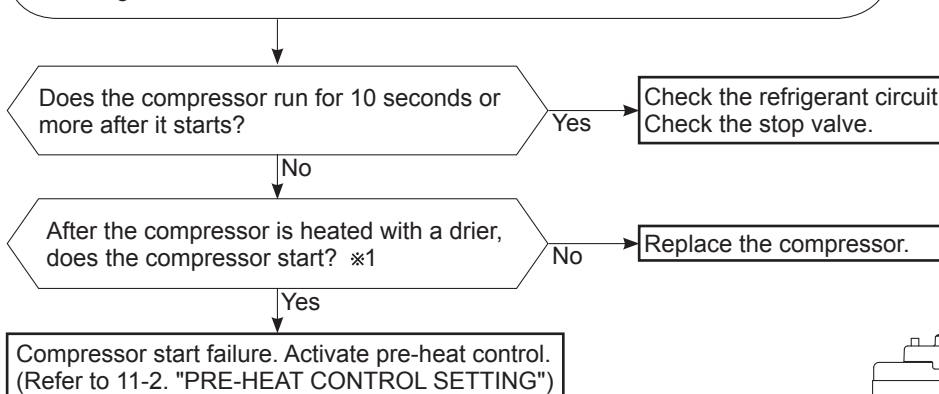 Does the compressor run for 10 seconds or
more after it starts?
Yes
Check the refrigerant circuit
Check the stop valve.
No
After the compressor is heated with a drier,
does the compressor start? ※1
No
Replace the compressor.
Yes
Compressor start failure. Activate pre-heat control.
(Refer to 11-2. "PRE-HEAT CONTROL SETTING")